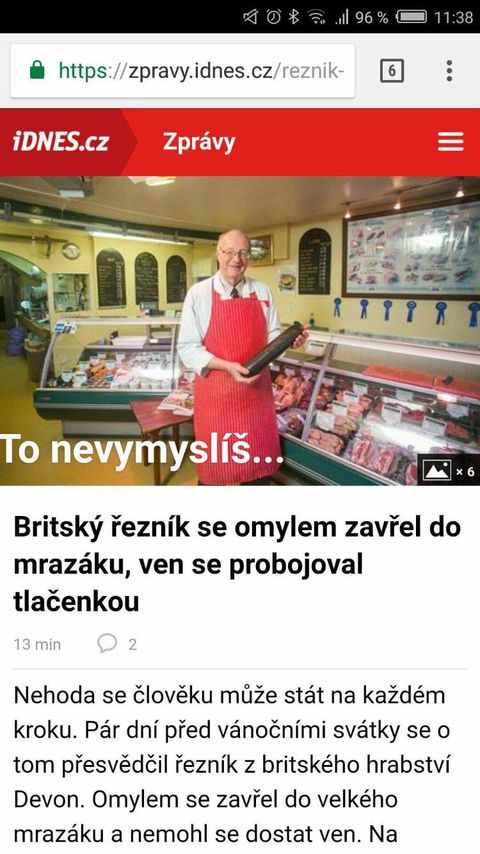 96 % 11:38
https://zpravy.idnes.cz/reznik-
6
iDNES.cz Zprávy
To nevymyslíš...
× 6
Britský řezník se omylem zavřel do
mrazáku, ven se probojoval
tlačenkou
13 min 2
Nehoda se člověku může stát na každém
kroku. Pár dní před vánočními svátky se o
tom přesvědčil řezník z britského hrabství
Devon. Omylem se zavřel do velkého
mrazáku a nemohl se dostat ven. Na